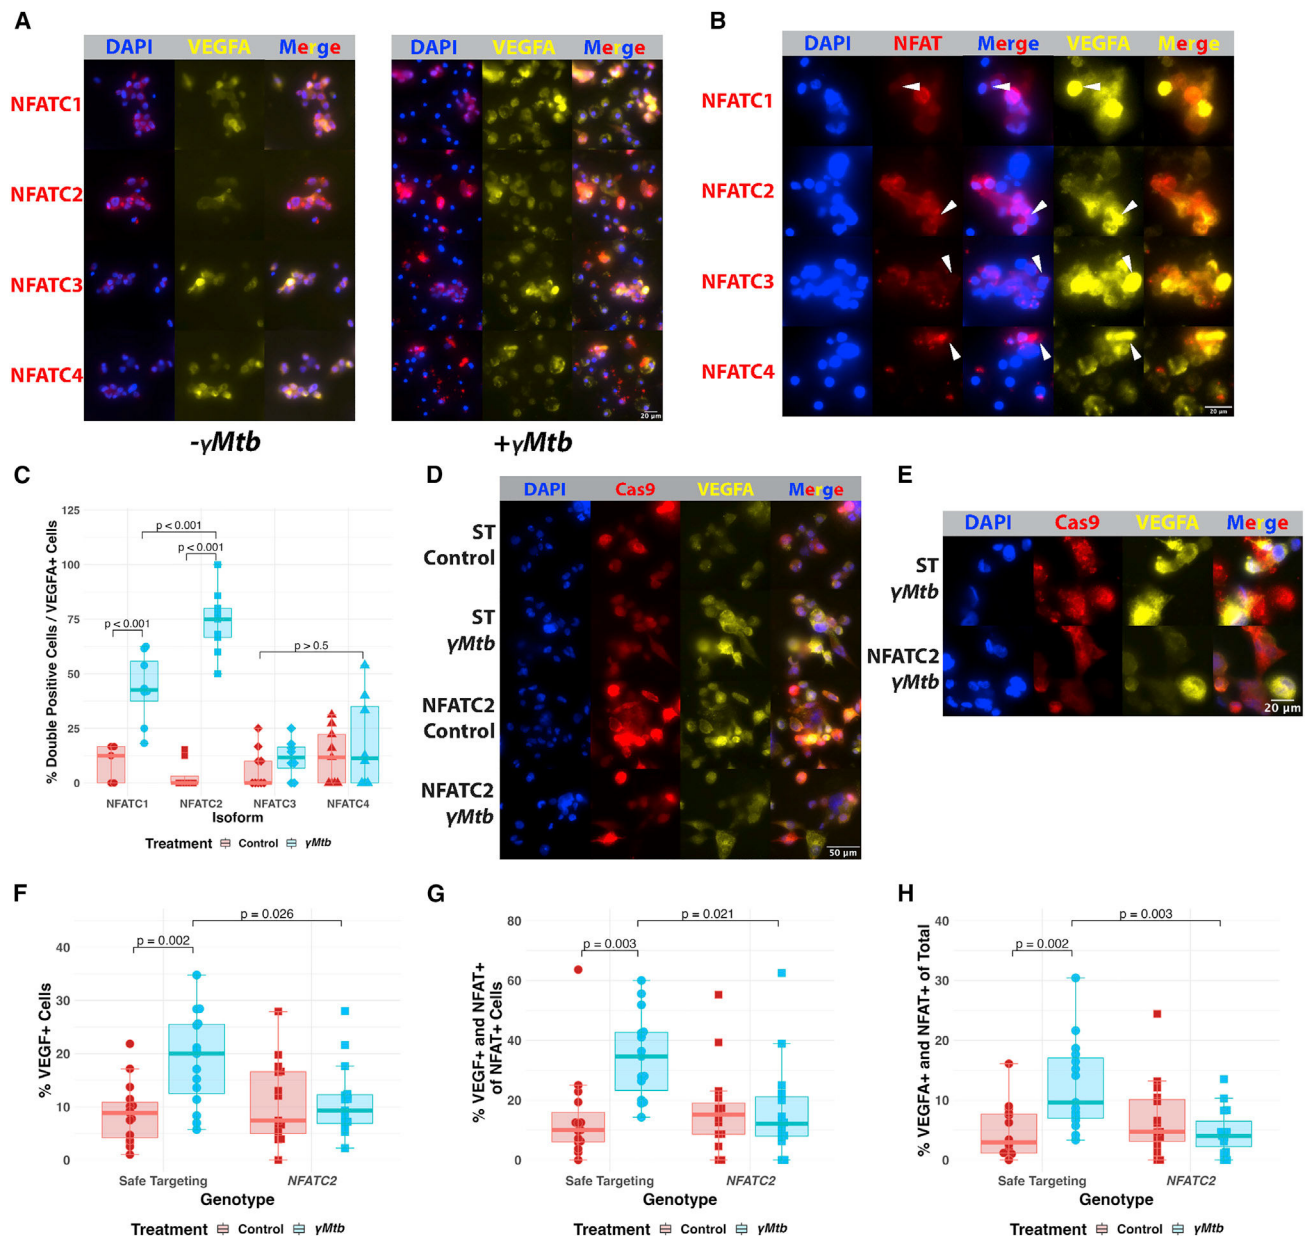 A
DAPI VEGFA Merge
DAPI VEGFA Merge
NFATC1
NFATC2
NFATC3
NFATC4
20 μm
-γMtb
+γMtb
B
DAPI NFAT Merge VEGFA Merge
NFATC1
NFATC2
NFATC3
NFATC4
20 μm
C
% Double Positive Cells / VEGFA+ Cells
125
100
75
50
25
0
p < 0.001
p < 0.001
p < 0.001
p > 0.5
NFATC1 NFATC2 NFATC3 NFATC4
Isoform
Treatment Control γMtb
D
DAPI Cas9 VEGFA Merge
ST
Control
ST
γMtb
NFATC2
Control
NFATC2
γMtb
50 μm
E
DAPI Cas9 VEGFA Merge
ST
γMtb
NFATC2
γMtb
20 μm
F
% VEGF+ Cells
40
30
20
10
0
p = 0.026
p = 0.002
Safe Targeting NFATC2
Genotype
Treatment Control γMtb
G
% VEGF+ and NFAT+
of NFAT+ Cells
80
60
40
20
0
p = 0.021
p = 0.003
Safe Targeting NFATC2
Genotype
Treatment Control γMtb
H
% VEGFA+ and NFAT+ of Total
40
30
20
10
0
p = 0.003
p = 0.002
Safe Targeting NFATC2
Genotype
Treatment Control γMtb